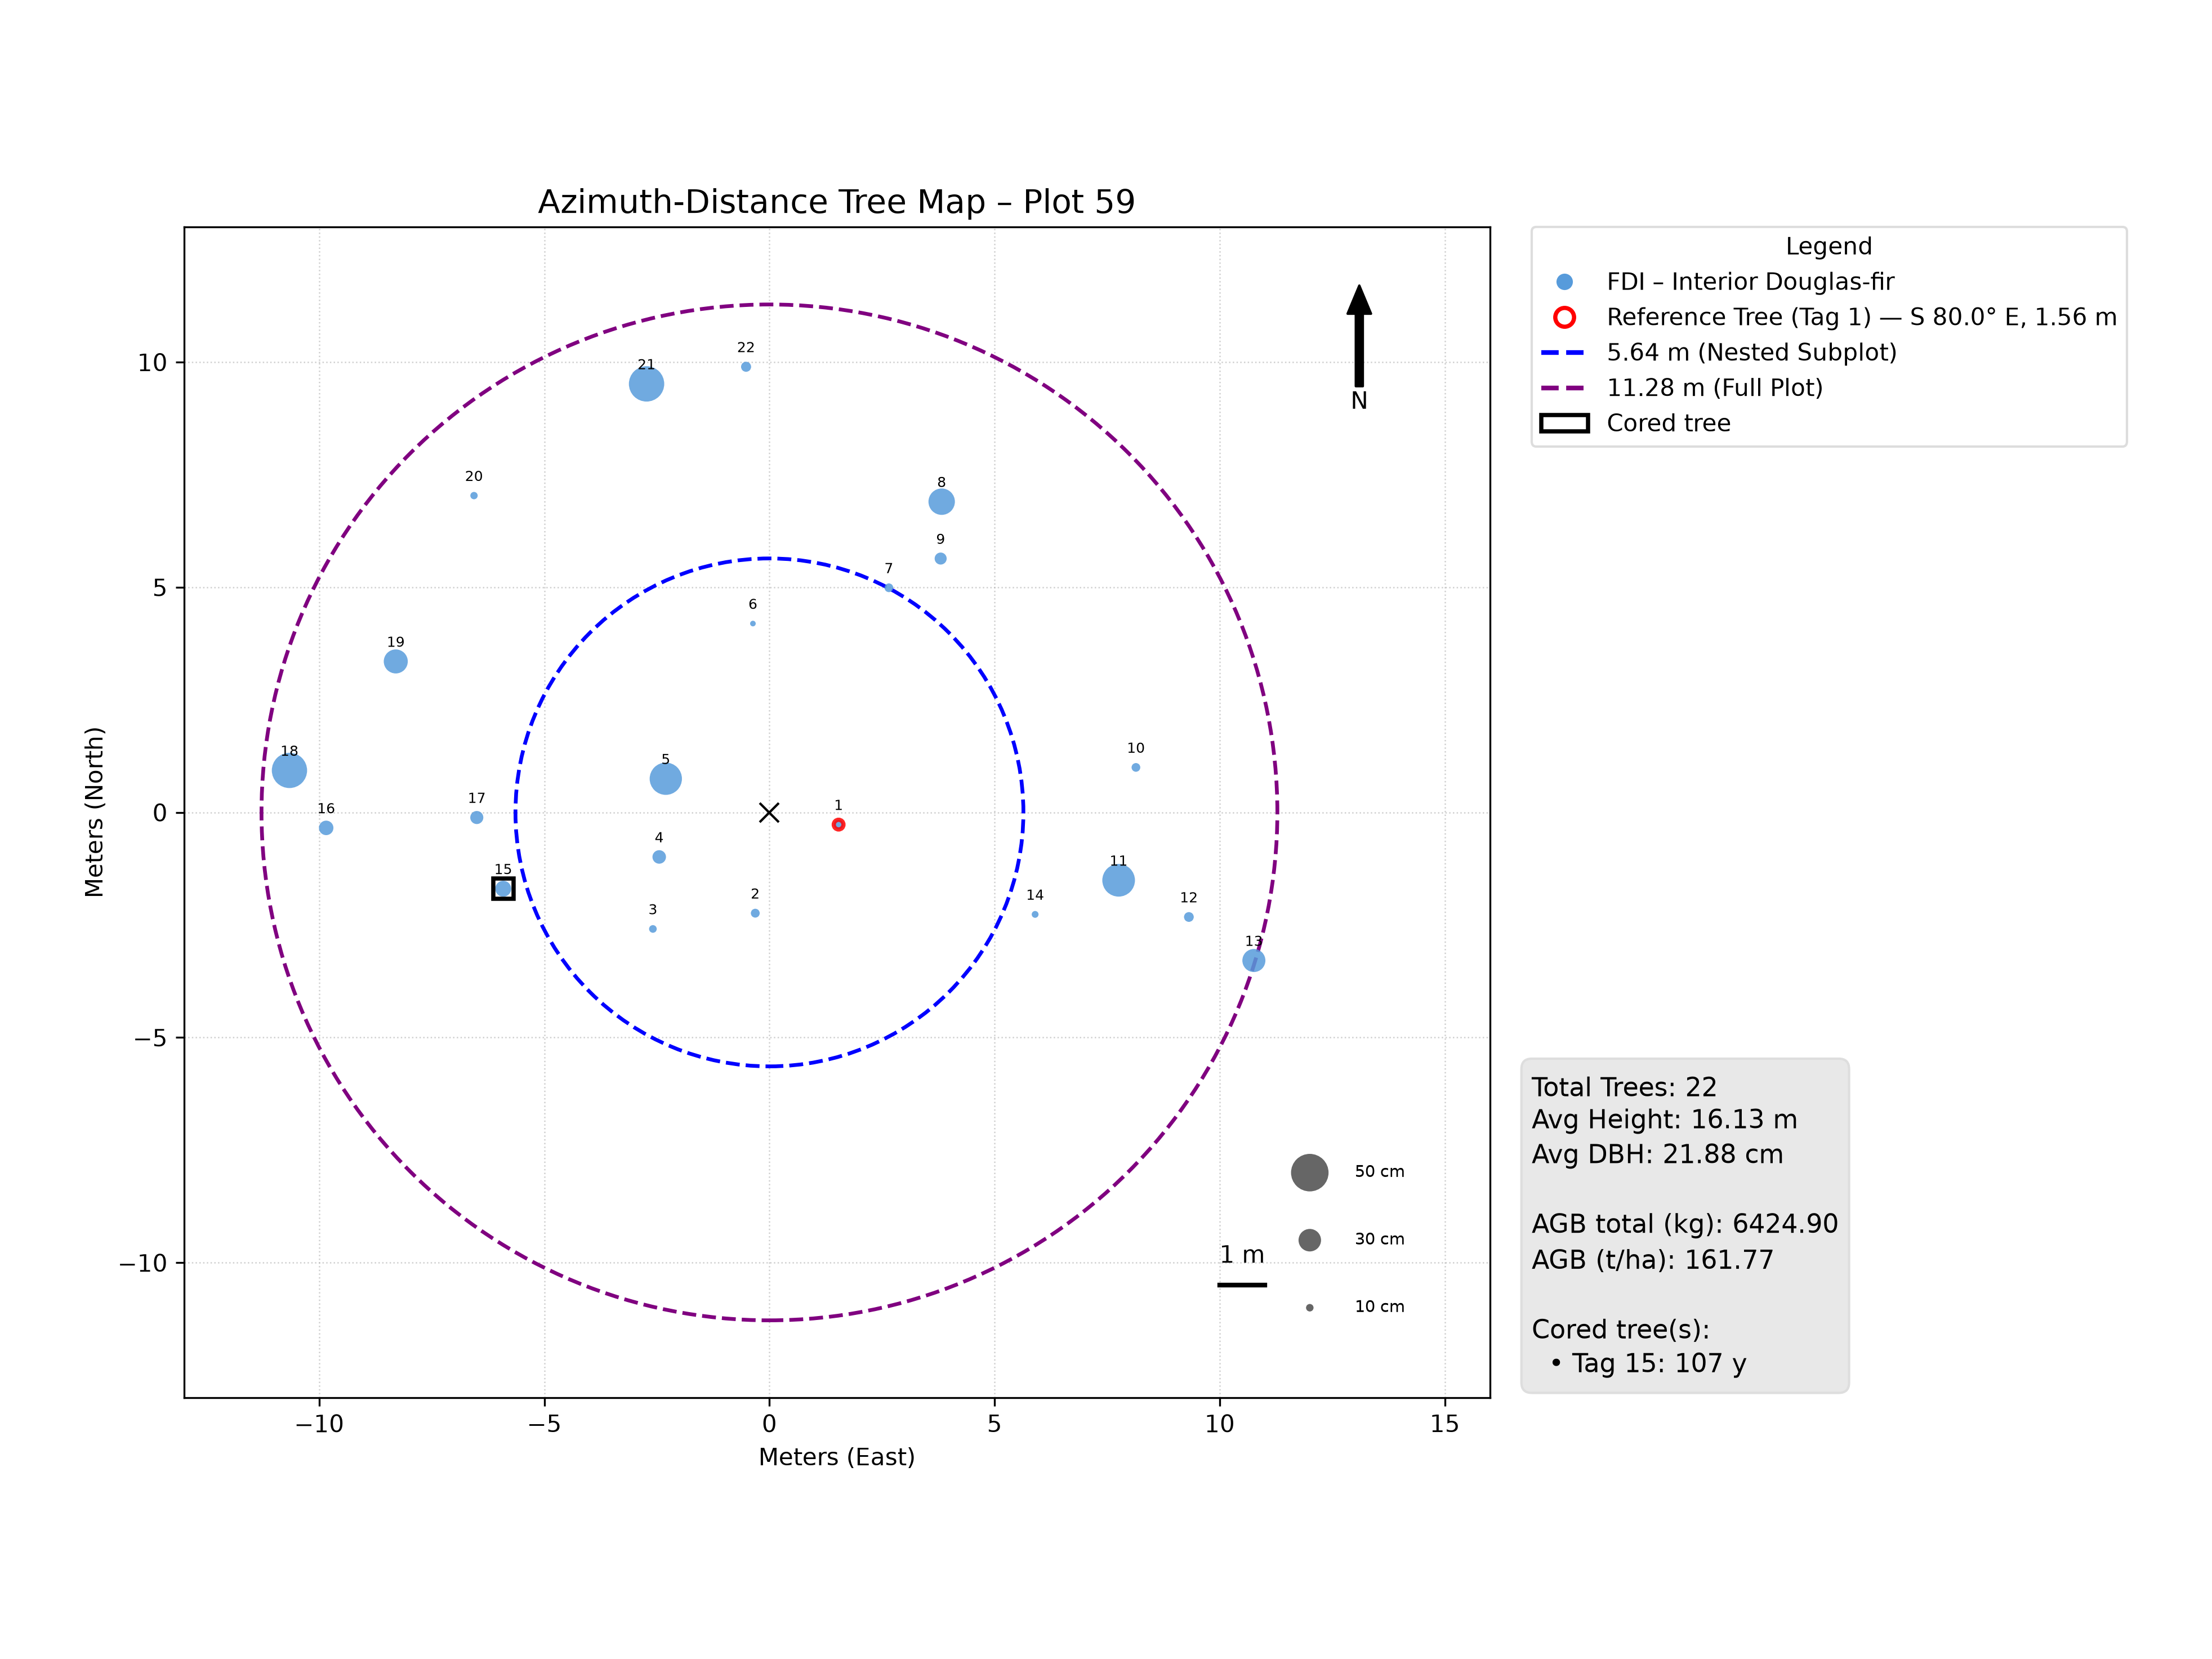 Azimuth-Distance Tree Map – Plot 59
Legend
FDI – Interior Douglas-fir
Reference Tree (Tag 1) — S 80.0° E, 1.56 m
5.64 m (Nested Subplot)
11.28 m (Full Plot)
Cored tree
N
22
21
20
8
9
7
6
19
18
5
10
17
16
1
4
15
11
2
14
12
3
13
10
5
0
−5
−10
Meters (North)
50 cm
30 cm
1 m
10 cm
−10
−5
0
5
10
15
Meters (East)
Total Trees: 22
Avg Height: 16.13 m
Avg DBH: 21.88 cm
AGB total (kg): 6424.90
AGB (t/ha): 161.77
Cored tree(s):
• Tag 15: 107 y